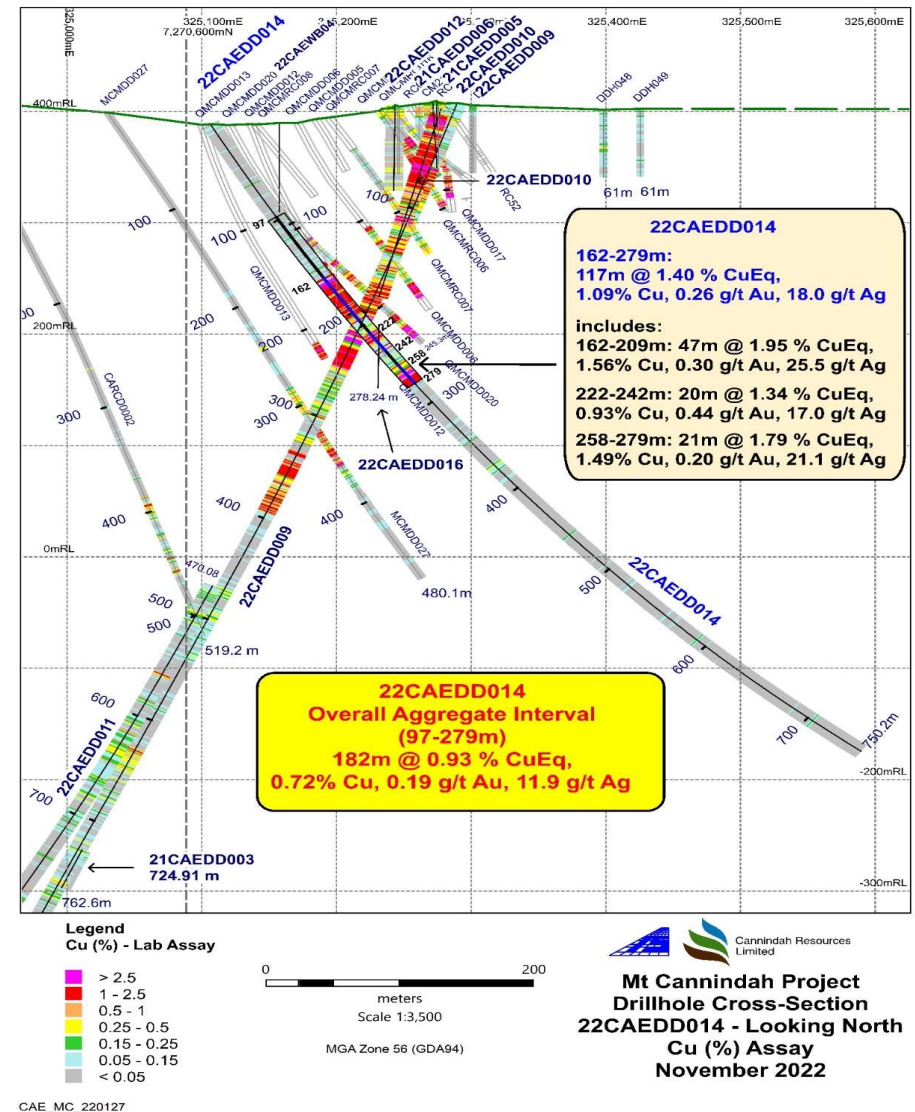 325,000mE
325,100mE
7,270,600mN
325,400mE
325,500mE
325,600mE
MCMDD027
QMCMDD013
22CAEDD014
QMCMDD020
QMCMDD012
QMCMRC008
22CAEWB04
QMCMDD006
QMCMDD005
QMCMRC007
22CAEDD012
21CAEDD006
21CAEDD005
22CAEDD010
22CAEDD009
DDH048
DDH049
400mRL
61m
61m
22CAEDD010
RC52
QMCMDD017
QMCMRC006
QMCMRC007
QMCMDD006
QMCMDD020
QMCMDD012
QMCMDD013
100
100
97
100
100
162
200
200
200
222
242
245.3m
258
279
300
200mRL
278.24 m
22CAEDD016
CARCD0002
300
300
300
400
400
400
400
MCMDD027
480.1m
22CAEDD009
0mRL
470.08
500
500
519.2 m
500
22CAEDD014
600
700
750.2m
22CAEDD014
162-279m:
117m @ 1.40 % CuEq,
1.09% Cu, 0.26 g/t Au, 18.0 g/t Ag
includes:
162-209m: 47m @ 1.95 % CuEq,
1.56% Cu, 0.30 g/t Au, 25.5 g/t Ag
222-242m: 20m @ 1.34 % CuEq,
0.93% Cu, 0.44 g/t Au, 17.0 g/t Ag
258-279m: 21m @ 1.79 % CuEq,
1.49% Cu, 0.20 g/t Au, 21.1 g/t Ag
22CAEDD014
Overall Aggregate Interval
(97-279m)
182m @ 0.93 % CuEq,
0.72% Cu, 0.19 g/t Au, 11.9 g/t Ag
600
22CAEDD011
700
-200mRL
21CAEDD003
724.91 m
762.6m
-300mRL
Legend
Cu (%) - Lab Assay
> 2.5
1 - 2.5
0.5 - 1
0.25 - 0.5
0.15 - 0.25
0.05 - 0.15
< 0.05
0 200
meters
Scale 1:3,500
MGA Zone 56 (GDA94)
Cannindah Resources
Limited
Mt Cannindah Project
Drillhole Cross-Section
22CAEDD014 - Looking North
Cu (%) Assay
November 2022
CAE_MC_220127